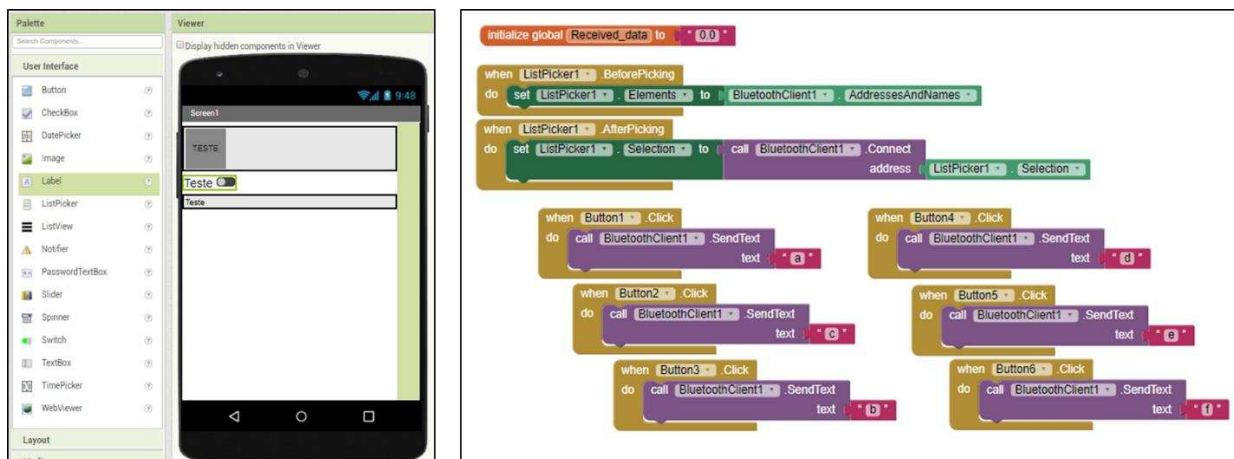 Palette
Search Components...
User Interface
Button
CheckBox
DatePicker
Image
Label
ListPicker
ListView
Notifier
PasswordTextBox
Slider
Spinner
Switch
TextBox
TimePicker
WebViewer
Layout
Viewer
Display hidden components in Viewer
9:48
Screen1
TESTE
Teste
Teste
initialize global Received_data to " 0.0 "
when ListPicker1 .BeforePicking
do set ListPicker1 . Elements to BluetoothClient1 . AddressesAndNames
when ListPicker1 .AfterPicking
do set ListPicker1 . Selection to call BluetoothClient1 .Connect
address ListPicker1 . Selection
when Button1 .Click
do call BluetoothClient1 .SendText
text " a "
when Button2 .Click
do call BluetoothClient1 .SendText
text " c "
when Button3 .Click
do call BluetoothClient1 .SendText
text " b "
when Button4 .Click
do call BluetoothClient1 .SendText
text " d "
when Button5 .Click
do call BluetoothClient1 .SendText
text " e "
when Button6 .Click
do call BluetoothClient1 .SendText
text " f "